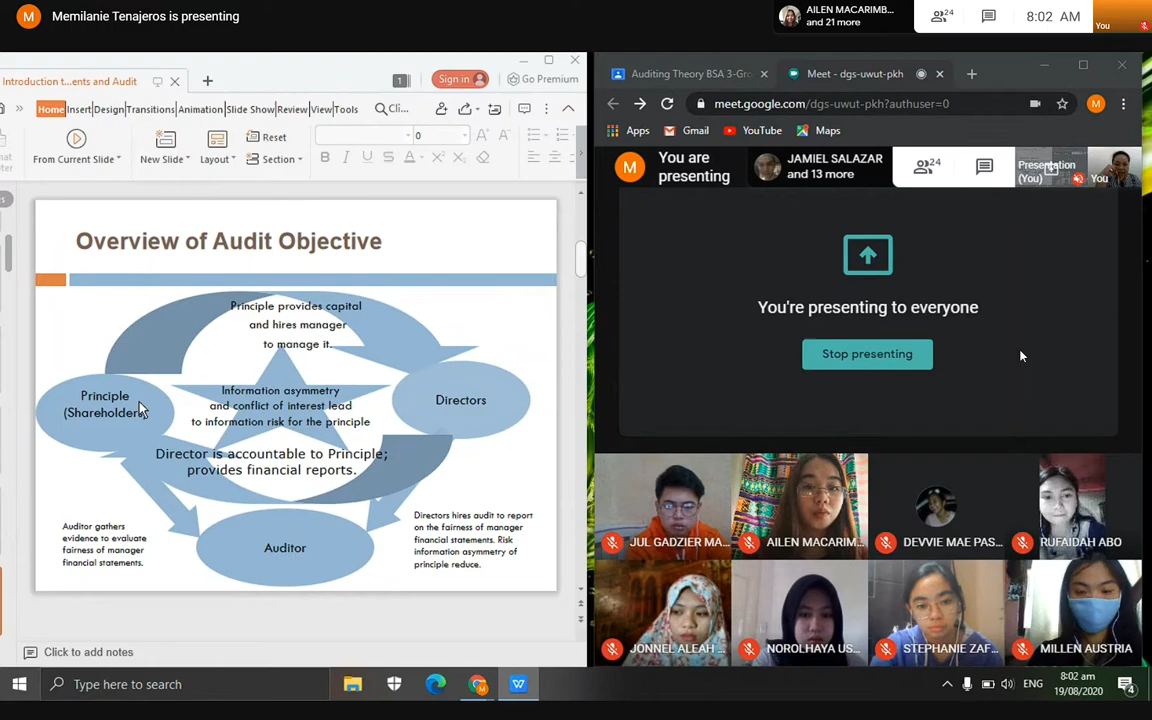 M Memilanie Tenajeros is presenting
AILEN MACARIMB...
and 21 more
24
8:02 AM
You
Introduction t...ents and Audit
1
Sign in
Go Premium
Home Insert Design Transitions Animation Slide Show Review View Tools
Cli...
From Current Slide
New Slide
Layout
Reset
Section
0
B I U S A X² X₂
Overview of Audit Objective
Principle provides capital
and hires manager
to manage it.
Principle
(Shareholder)
Information asymmetry
and conflict of interest lead
to information risk for the principle
Directors
Director is accountable to Principle;
provides financial reports.
Auditor gathers
evidence to evaluate
fairness of manager
financial statements.
Auditor
Directors hires audit to report
on the fairness of manager
financial statements. Risk
information asymmetry of
principle reduce.
Click to add notes
Auditing Theory BSA 3-Gro
Meet - dgs-uwut-pkh
meet.google.com/dgs-uwut-pkh?authuser=0
M
Apps Gmail YouTube Maps
M
You are
presenting
JAMIEL SALAZAR
and 13 more
24
Presentation
(You)
You
You're presenting to everyone
Stop presenting
JUL GADZIER MA...
AILEN MACARIM...
DEVVIE MAE PAS...
RUFAIDAH ABO
JONNEL ALEAH ...
NOROLHAYA US...
STEPHANIE ZAF...
MILLEN AUSTRIA
Type here to search
ENG
8:02 am
19/08/2020
4